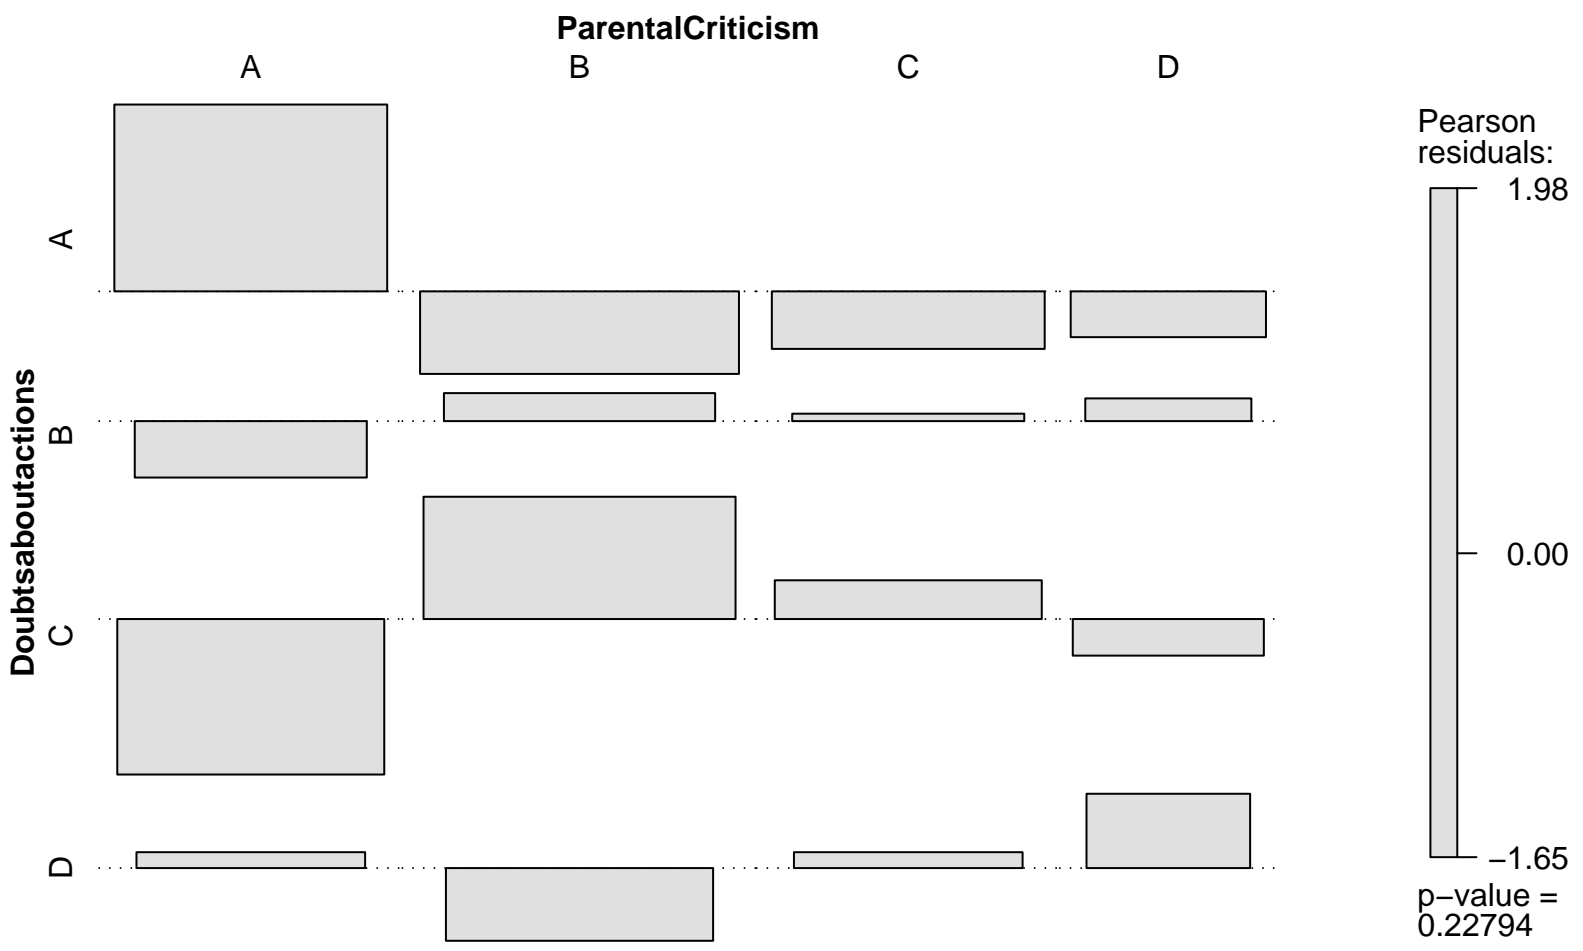 ParentalCriticism
A B C D
Doubtsaboutactions
A
B
C
D
Pearson
residuals:
1.98
0.00
−1.65
p−value =
0.22794